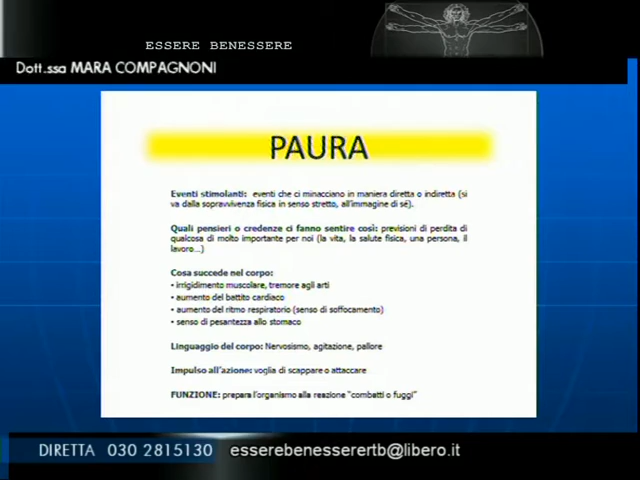 ESSERE BENESSERE
Dott.ssa MARA COMPAGNONI
PAURA
Eventi stimolanti: eventi che ci minacciano in maniera diretta o indiretta (si
va dalla sopravvivenza fisica in senso stretto, all'immagine di sé).
Quali pensieri o credenze ci fanno sentire così: previsioni di perdita di
qualcosa di molto importante per noi (la vita, la salute fisica, una persona, il
lavoro...)
Cosa succede nel corpo:
• irrigidimento muscolare, tremore agli arti
• aumento del battito cardiaco
• aumento del ritmo respiratorio (senso di soffocamento)
• senso di pesantezza allo stomaco
Linguaggio del corpo: Nervosismo, agitazione, pallore
Impulso all'azione: voglia di scappare o attaccare
FUNZIONE: prepara l'organismo alla reazione "combatti o fuggi"
DIRETTA 030 2815130 esserebenesserertb@libero.it